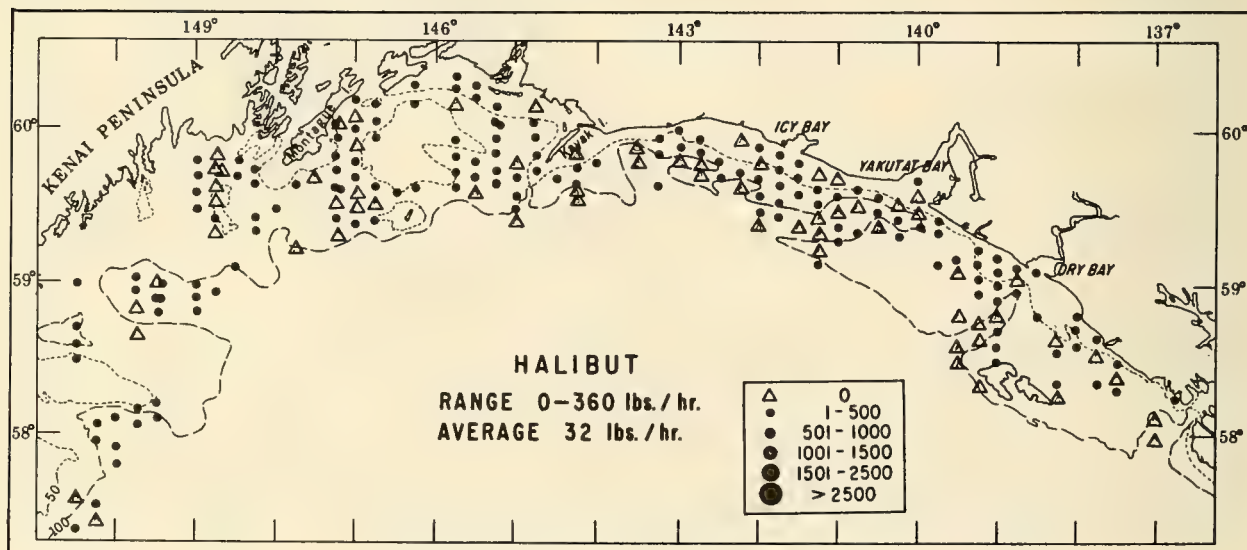 149° 146° 143° 140° 137°
KENAI PENINSULA
Montague
60° 60°
Kayak I.
ICY BAY
YAKUTAT BAY
DRY BAY
59° 59°
HALIBUT
RANGE 0–360 lbs./hr.
AVERAGE 32 lbs./hr.
0
1 – 500
501 – 1000
1001 – 1500
1501 – 2500
> 2500
58° 58°
50
100